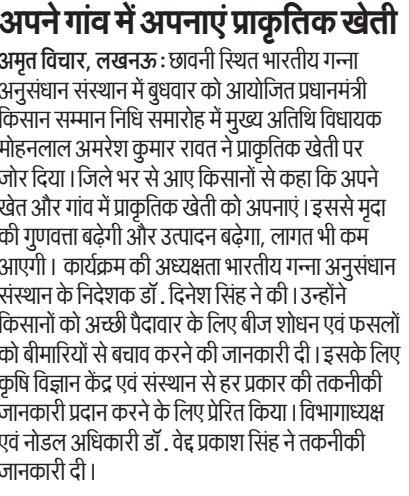 अपने गांव में अपनाएं प्राकृतिक खेती
अमृत विचार, लखनऊ : छावनी स्थित भारतीय गन्ना
अनुसंधान संस्थान में बुधवार को आयोजित प्रधानमंत्री
किसान सम्मान निधि समारोह में मुख्य अतिथि विधायक
मोहनलाल अमरेश कुमार रावत ने प्राकृतिक खेती पर
जोर दिया। जिले भर से आए किसानों से कहा कि अपने
खेत और गांव में प्राकृतिक खेती को अपनाएं। इससे मृदा
की गुणवत्ता बढ़ेगी और उत्पादन बढ़ेगा, लागत भी कम
आएगी। कार्यक्रम की अध्यक्षता भारतीय गन्ना अनुसंधान
संस्थान के निदेशक डॉ. दिनेश सिंह ने की। उन्होंने
किसानों को अच्छी पैदावार के लिए बीज शोधन एवं फसलों
को बीमारियों से बचाव करने की जानकारी दी। इसके लिए
कृषि विज्ञान केंद्र एवं संस्थान से हर प्रकार की तकनीकी
जानकारी प्रदान करने के लिए प्रेरित किया। विभागाध्यक्ष
एवं नोडल अधिकारी डॉ. वेद्द प्रकाश सिंह ने तकनीकी
जानकारी दी।